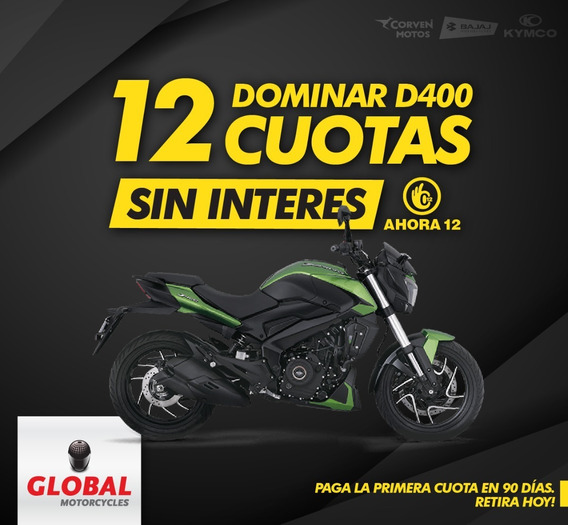 CORVEN
MOTOS
BAJAJ
KYMCO
12
DOMINAR D400
CUOTAS
SIN INTERES
AHORA 12
GLOBAL
MOTORCYCLES
PAGA LA PRIMERA CUOTA EN 90 DÍAS.
RETIRA HOY!